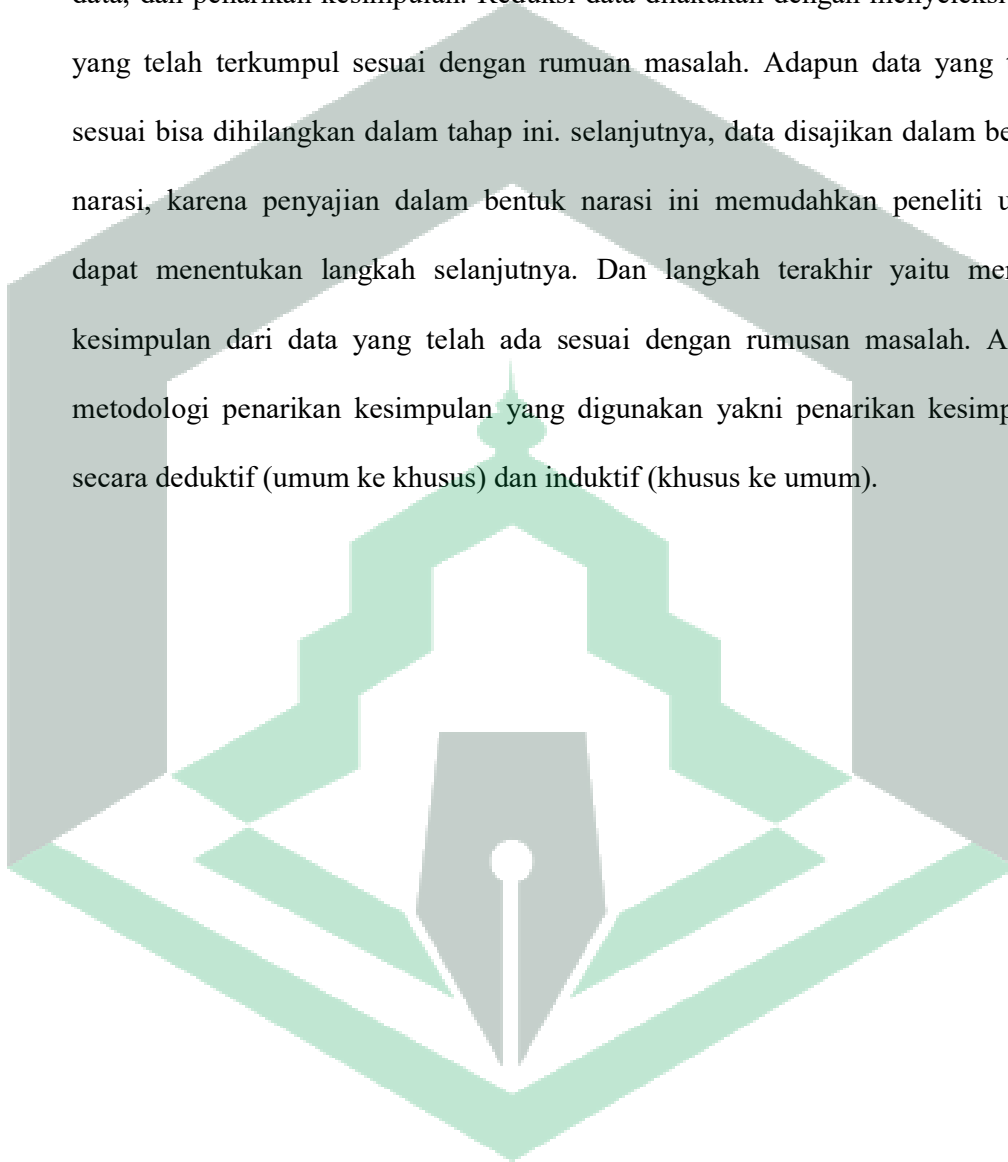 data, dan penarikan kesimpulan. Reduksi data dilakukan dengan menyeleksi
yang telah terkumpul sesuai dengan rumuan masalah. Adapun data yang
sesuai bisa dihilangkan dalam tahap ini. selanjutnya, data disajikan dalam be
narasi, karena penyajian dalam bentuk narasi ini memudahkan peneliti u
dapat menentukan langkah selanjutnya. Dan langkah terakhir yaitu me
kesimpulan dari data yang telah ada sesuai dengan rumusan masalah. A
metodologi penarikan kesimpulan yang digunakan yakni penarikan kesimp
secara deduktif (umum ke khusus) dan induktif (khusus ke umum).